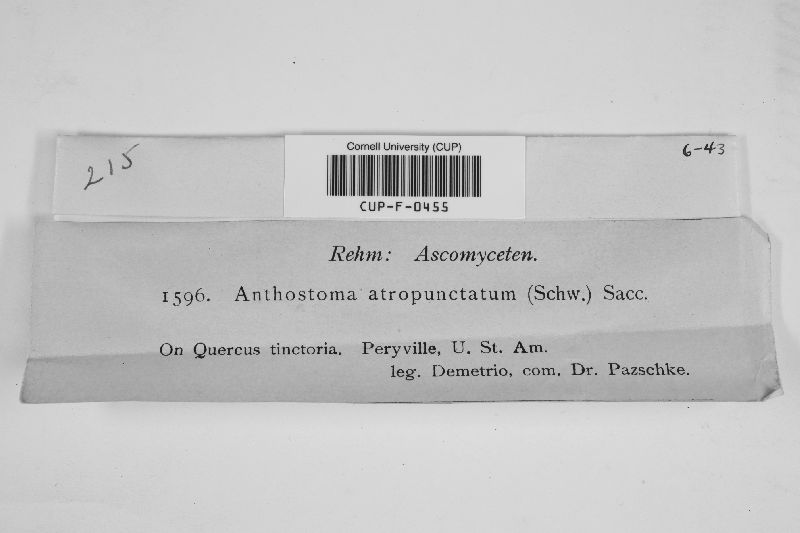 215
Cornell University (CUP)
6-43
CUP-F-0455
Rehm: Ascomyceten.
1596. Anthostoma atropunctatum (Schw.) Sacc.
On Quercus tinctoria. Peryville, U. St. Am.
leg. Demetrio, com. Dr. Pazschke.